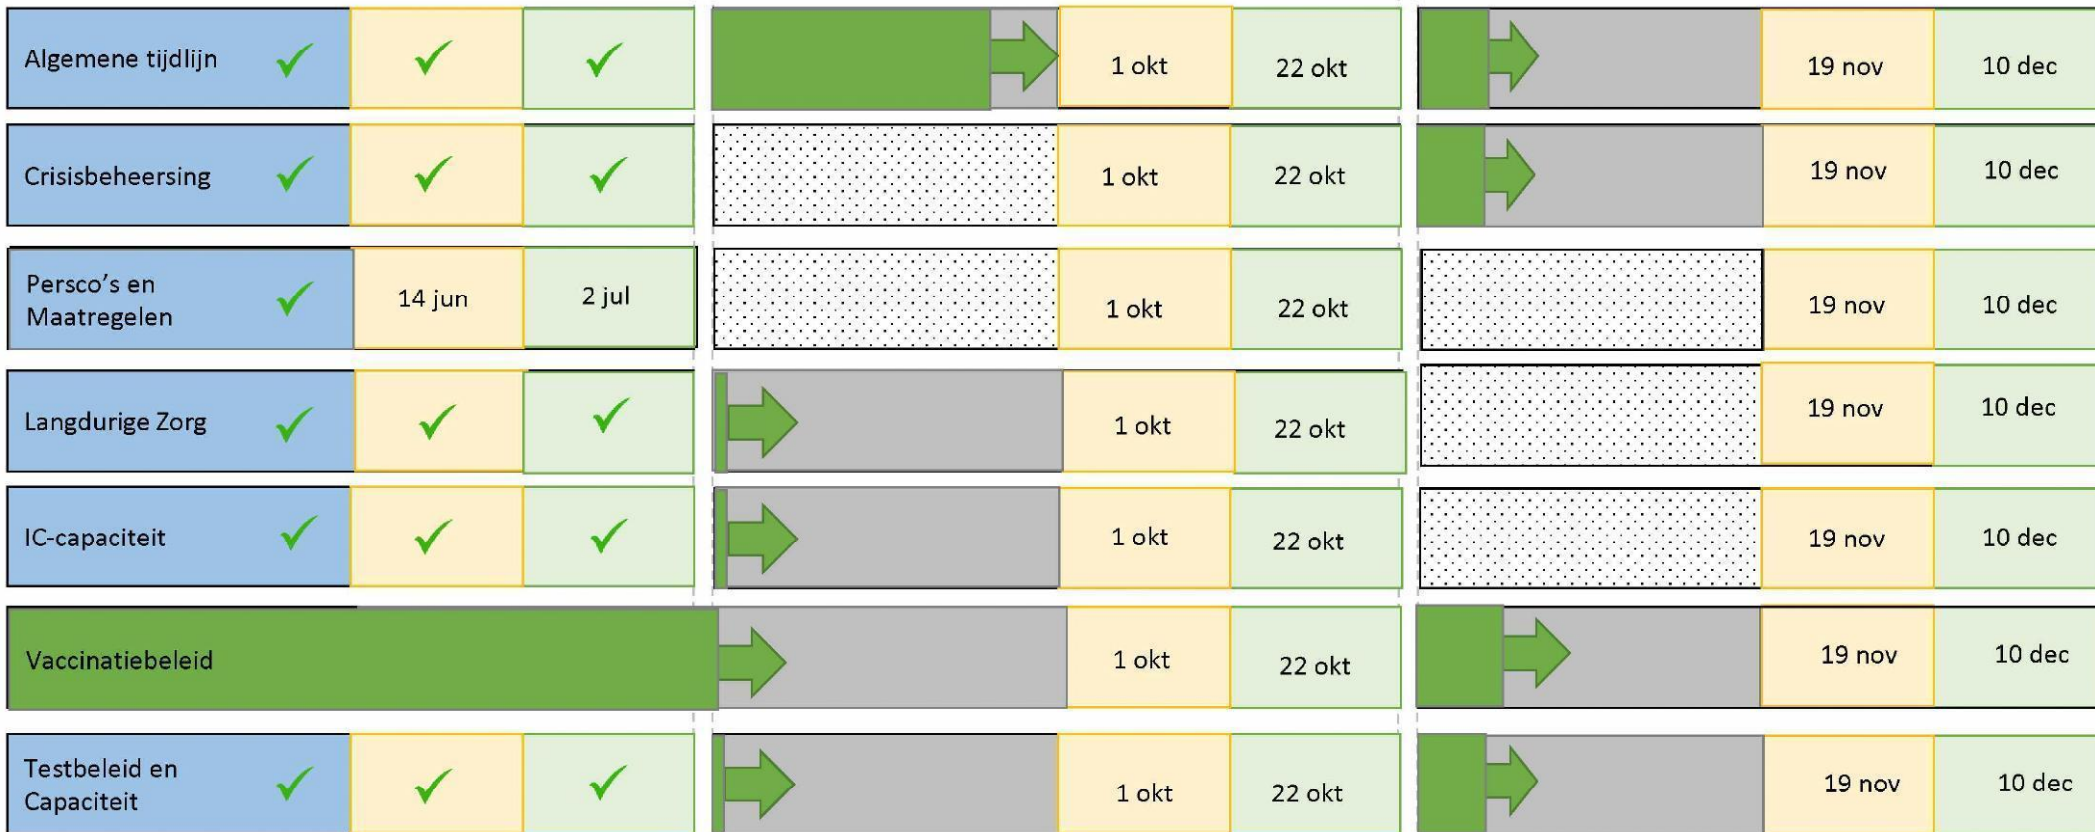 Algemene tijdlijn
1 okt
22 okt
19 nov
10 dec
Crisisbeheersing
1 okt
22 okt
19 nov
10 dec
Persco's en
Maatregelen
14 jun
2 jul
1 okt
22 okt
19 nov
10 dec
Langdurige Zorg
1 okt
22 okt
19 nov
10 dec
IC-capaciteit
1 okt
22 okt
19 nov
10 dec
Vaccinatiebeleid
1 okt
22 okt
19 nov
10 dec
Testbeleid en
Capaciteit
1 okt
22 okt
19 nov
10 dec